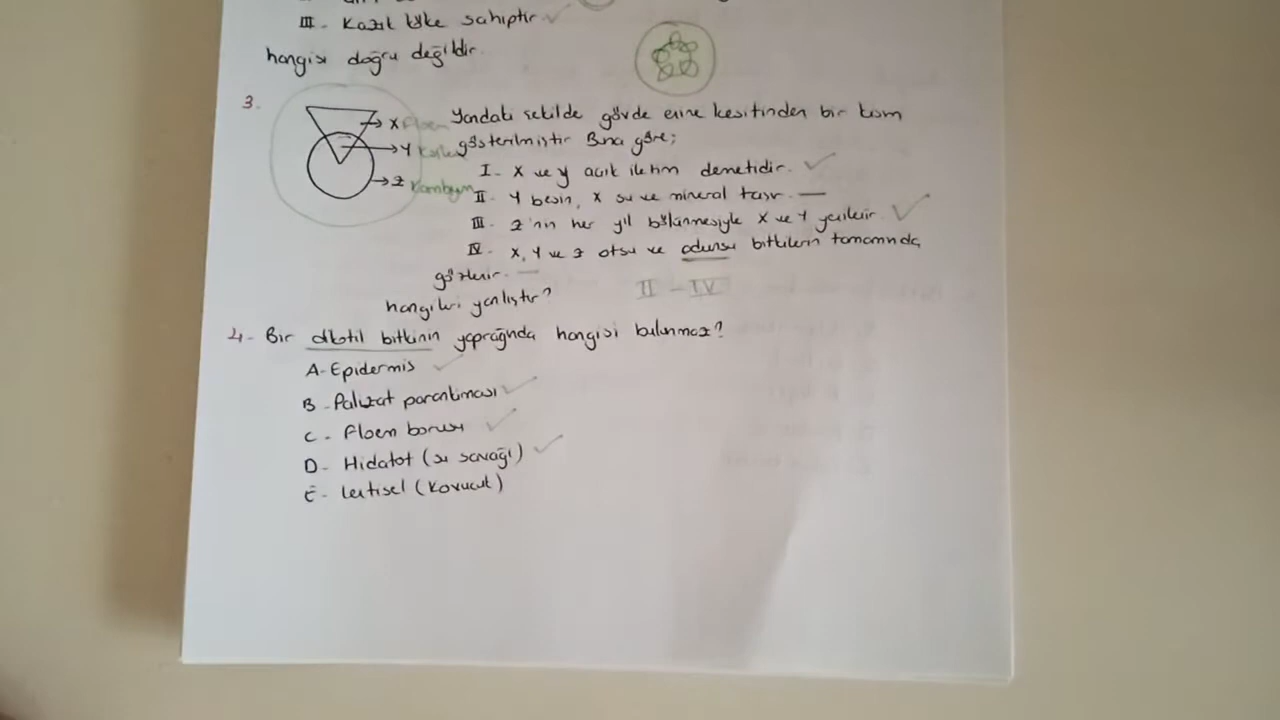 III - Kazık köke sahiptir ✓
hangisi doğru değildir.
3. Yandaki şekilde gövde enine kesitinden bir kısım
X Floem
gösterilmiştir. Buna göre;
Y
Z Kambiyum
I. X ve Y açık iletim demetidir. ✓
II. Y besin, X su ve mineral taşır. —
III. Z'nin her yıl bölünmesiyle X ve Y yenilenir ✓
IV. X, Y ve Z otsu ve odunsu bitkilerin tamamında
gözlenir. —
hangileri yanlıştır?
II - IV
4- Bir dikotil bitkinin yaprağında hangisi bulunmaz?
A- Epidermis ✓
B- Palizat parankiması ✓
C- Floem borusu ✓
D- Hidatot (su savağı) ✓
E- Lentisel (Kovucuk)